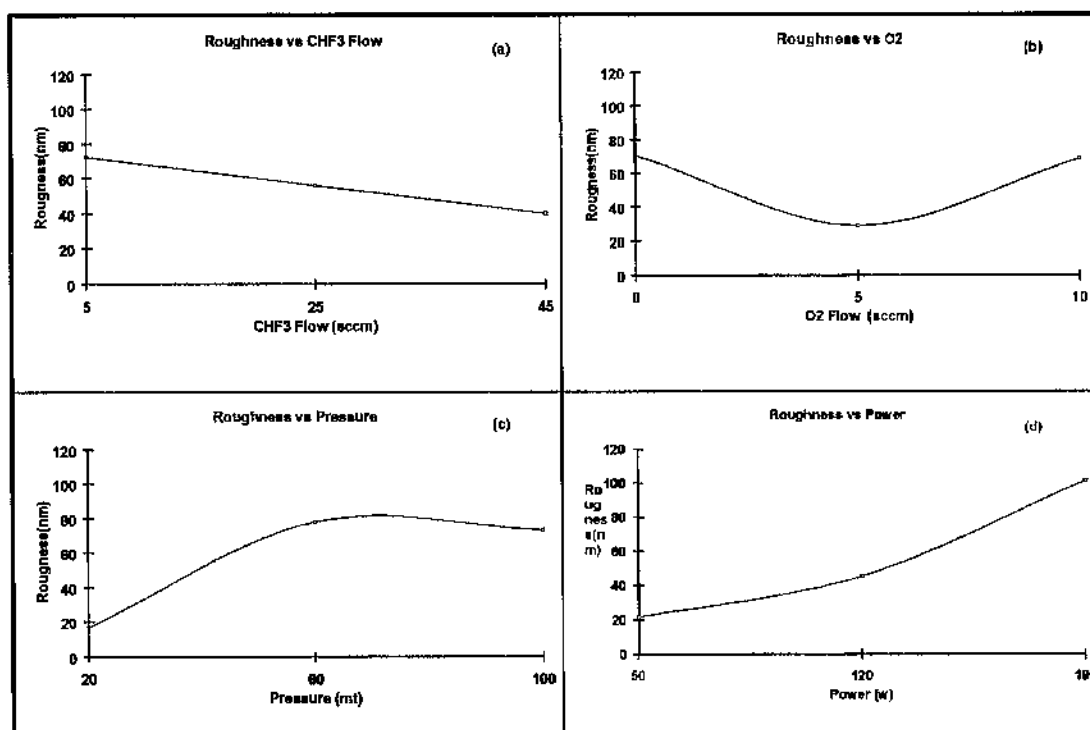 Roughness vs CHF3 Flow
(a)
Rougness(nm)
120
100
80
60
40
20
0
5
25
45
CHF3 Flow (sccm)
Roughness vs O2
(b)
Rougness(nm)
120
100
80
60
40
20
0
0
5
10
O2 Flow (sccm)
Roughness vs Pressure
(c)
Rougness(nm)
120
100
80
60
40
20
0
20
60
100
Pressure (mt)
Roughness vs Power
(d)
Ro
ugh
nes
s(n
m)
120
100
80
60
40
20
0
50
120
Power (w)